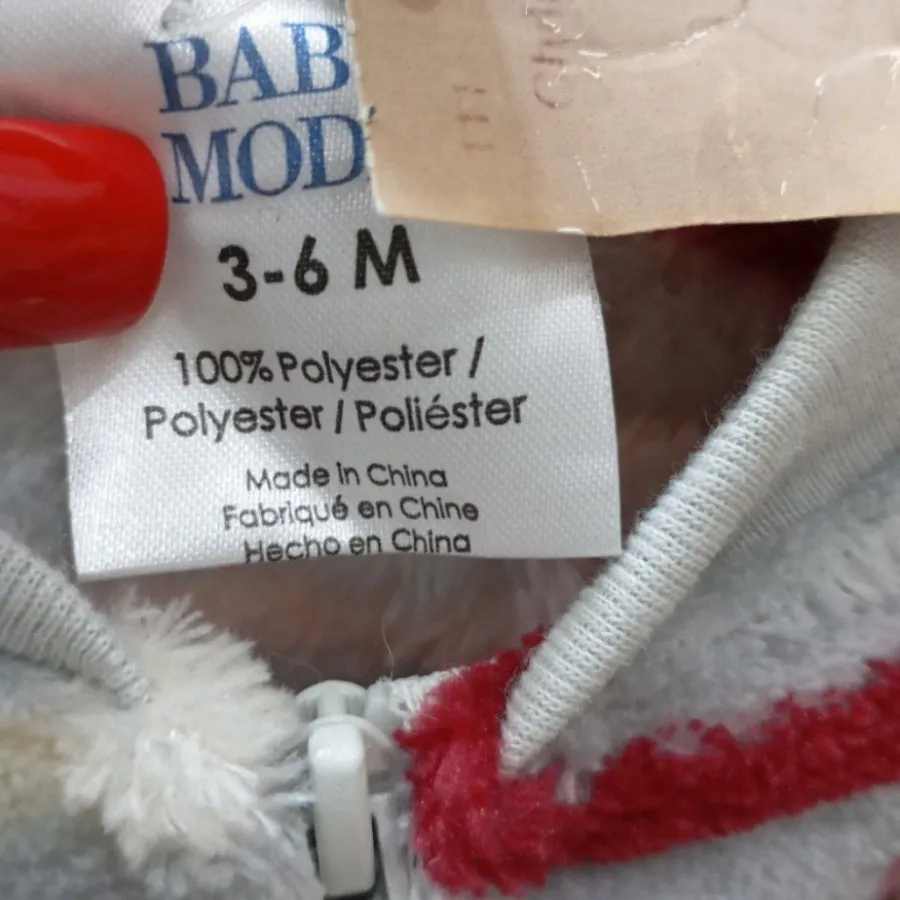 BAB
MOD
3-6 M
100% Polyester /
Polyester / Poliéster
Made in China
Fabriqué en Chine
Hecho en China